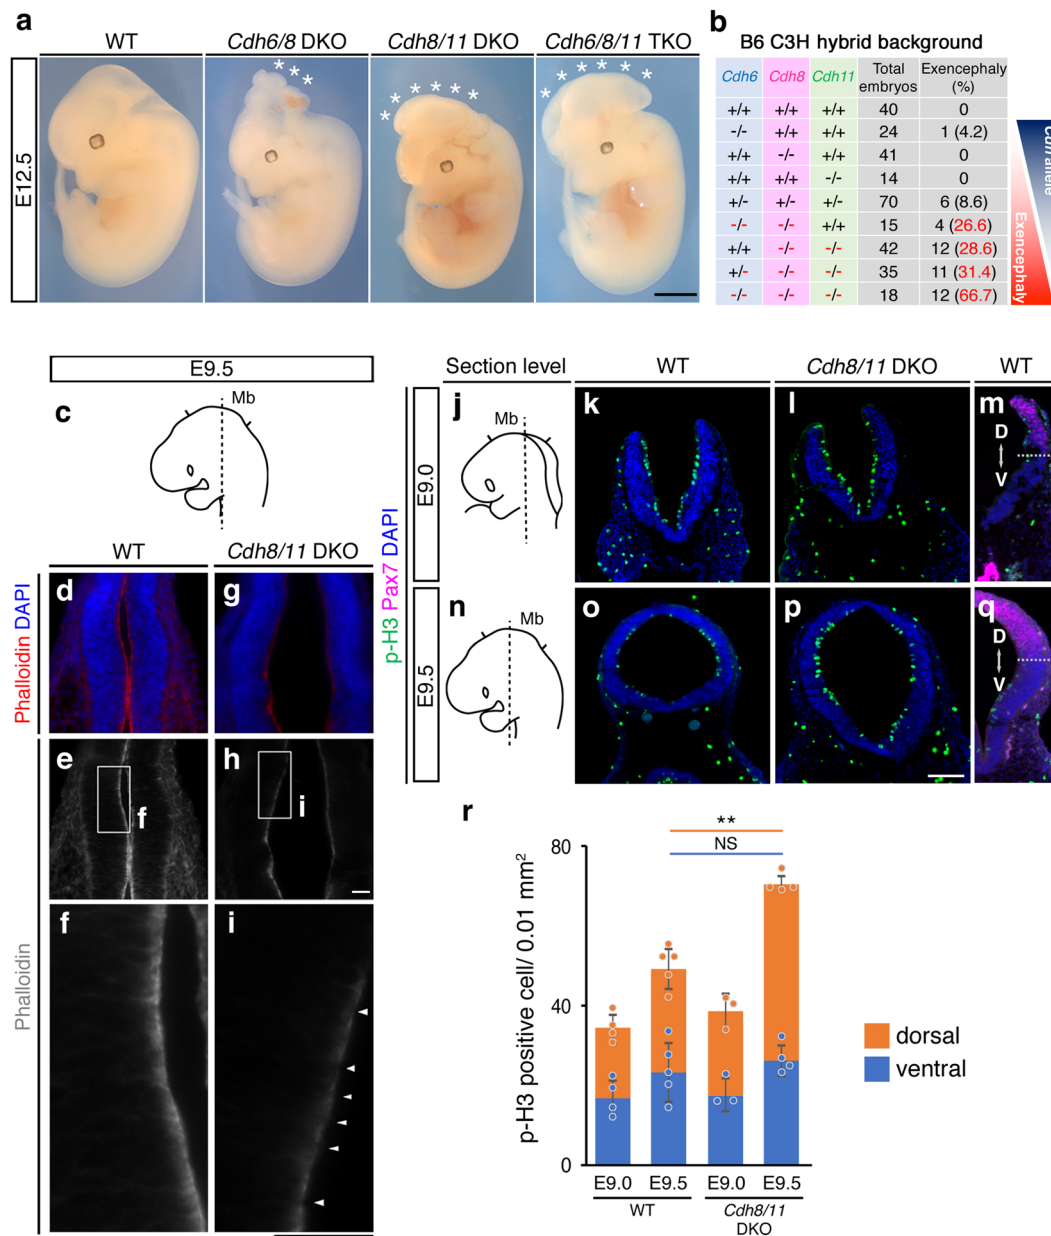 a
WT
Cdh6/8 DKO
Cdh8/11 DKO
Cdh6/8/11 TKO
E12.5
* * *
* * * * * *
* * * * *
b
B6 C3H hybrid background
Cdh6 Cdh8 Cdh11 Total embryos Exencephaly (%)
+/+ +/+ +/+ 40 0
-/- +/+ +/+ 24 1 (4.2)
+/+ -/- +/+ 41 0
+/+ +/+ -/- 14 0
+/- +/- +/- 70 6 (8.6)
-/- -/- +/+ 15 4 (26.6)
+/+ -/- -/- 42 12 (28.6)
+/- -/- -/- 35 11 (31.4)
-/- -/- -/- 18 12 (66.7)
Cdh allele
Exencephaly
E9.5
c
Mb
WT
Cdh8/11 DKO
Phalloidin DAPI
d
g
Phalloidin
e
f
h
i
f
i
Section level
WT
Cdh8/11 DKO
WT
p-H3 Pax7 DAPI
E9.0
j
Mb
k
l
m
D
V
E9.5
n
Mb
o
p
q
D
V
r
**
NS
p-H3 positive cell/ 0.01 mm²
80
40
0
E9.0 E9.5 E9.0 E9.5
WT
Cdh8/11
DKO
dorsal
ventral